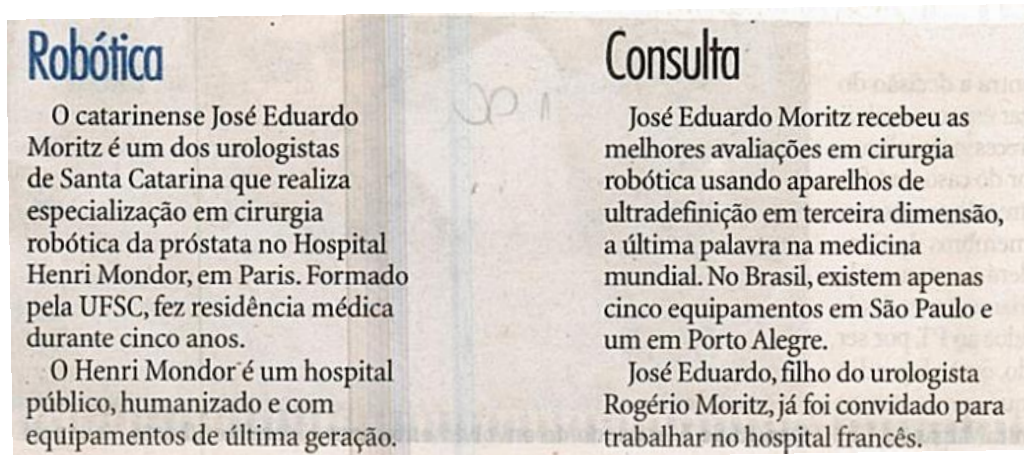 Robótica
O catarinense José Eduardo
Moritz é um dos urologistas
de Santa Catarina que realiza
especialização em cirurgia
robótica da próstata no Hospital
Henri Mondor, em Paris. Formado
pela UFSC, fez residência médica
durante cinco anos.
O Henri Mondor é um hospital
público, humanizado e com
equipamentos de última geração.
Consulta
José Eduardo Moritz recebeu as
melhores avaliações em cirurgia
robótica usando aparelhos de
ultradefinição em terceira dimensão,
a última palavra na medicina
mundial. No Brasil, existem apenas
cinco equipamentos em São Paulo e
um em Porto Alegre.
José Eduardo, filho do urologista
Rogério Moritz, já foi convidado para
trabalhar no hospital francês.